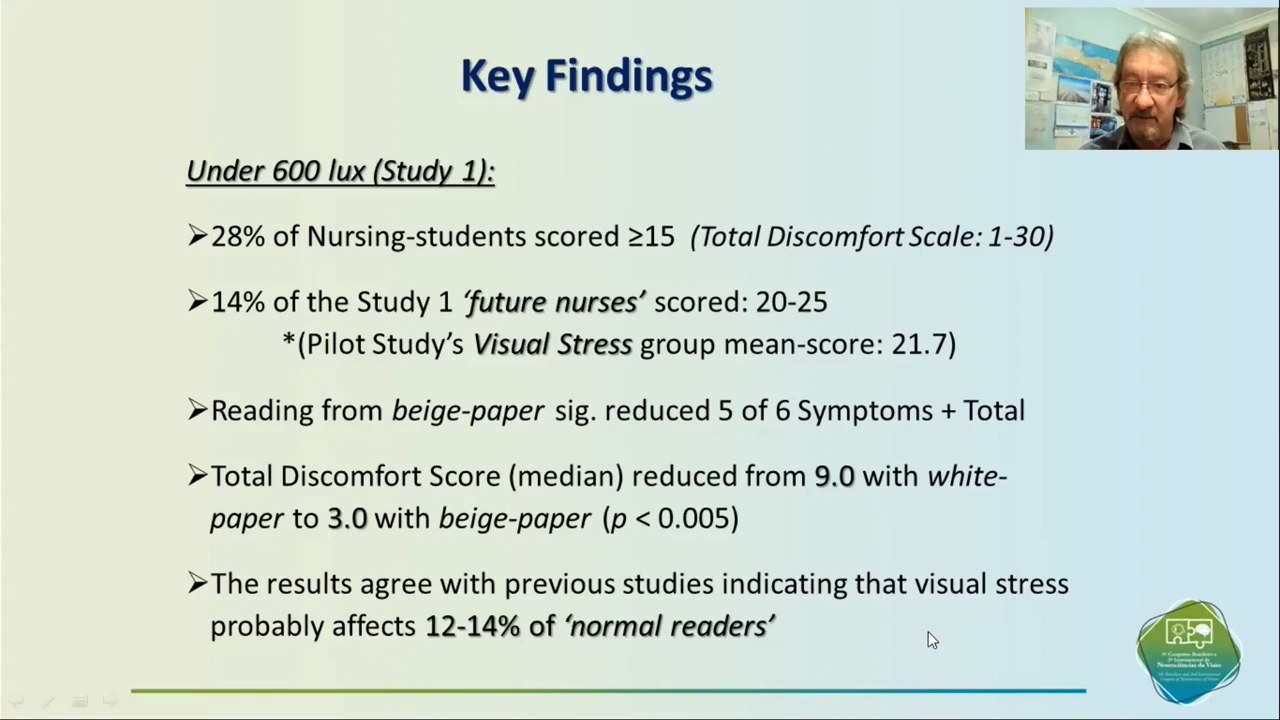 Key Findings
Under 600 lux (Study 1):
➢28% of Nursing-students scored ≥15 (Total Discomfort Scale: 1-30)
➢14% of the Study 1 ‘future nurses’ scored: 20-25
*(Pilot Study’s Visual Stress group mean-score: 21.7)
➢Reading from beige-paper sig. reduced 5 of 6 Symptoms + Total
➢Total Discomfort Score (median) reduced from 9.0 with white-
paper to 3.0 with beige-paper (p < 0.005)
➢The results agree with previous studies indicating that visual stress
probably affects 12-14% of ‘normal readers’
Neurociências da Visão